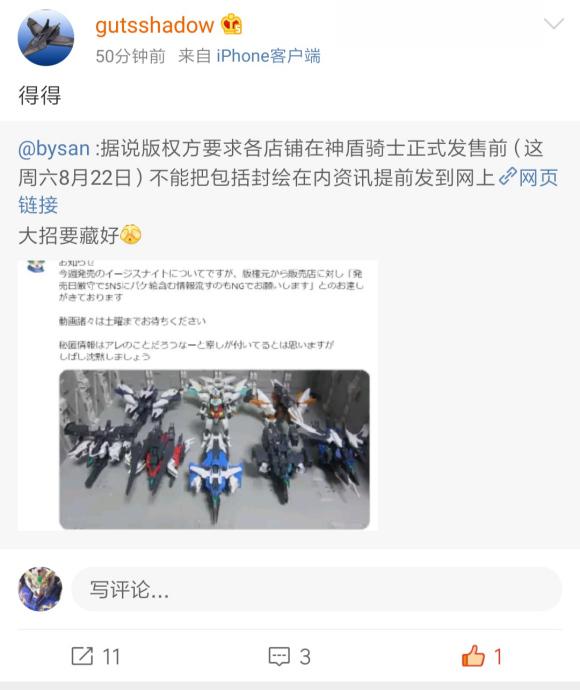 gutsshadow
50分钟前 来自 iPhone客户端
得得
@bysan :据说版权方要求各店铺在神盾骑士正式发售前(这
周六8月22日)不能把包括封绘在内资讯提前发到网上网页
链接
大招要藏好
お知らせ
今週発売のイージスナイトについてですが、版権元から販売店に対し「発
売日厳守でSNSにパケ絵含む情報流すのもNGでお願いします」とのお達し
がきております
動画諸々は土曜までお待ちください
秘匿情報はアレのことだろうなーと察しが付いてるとは思いますが
しばし沈黙しましょう
写评论...
11
3
1